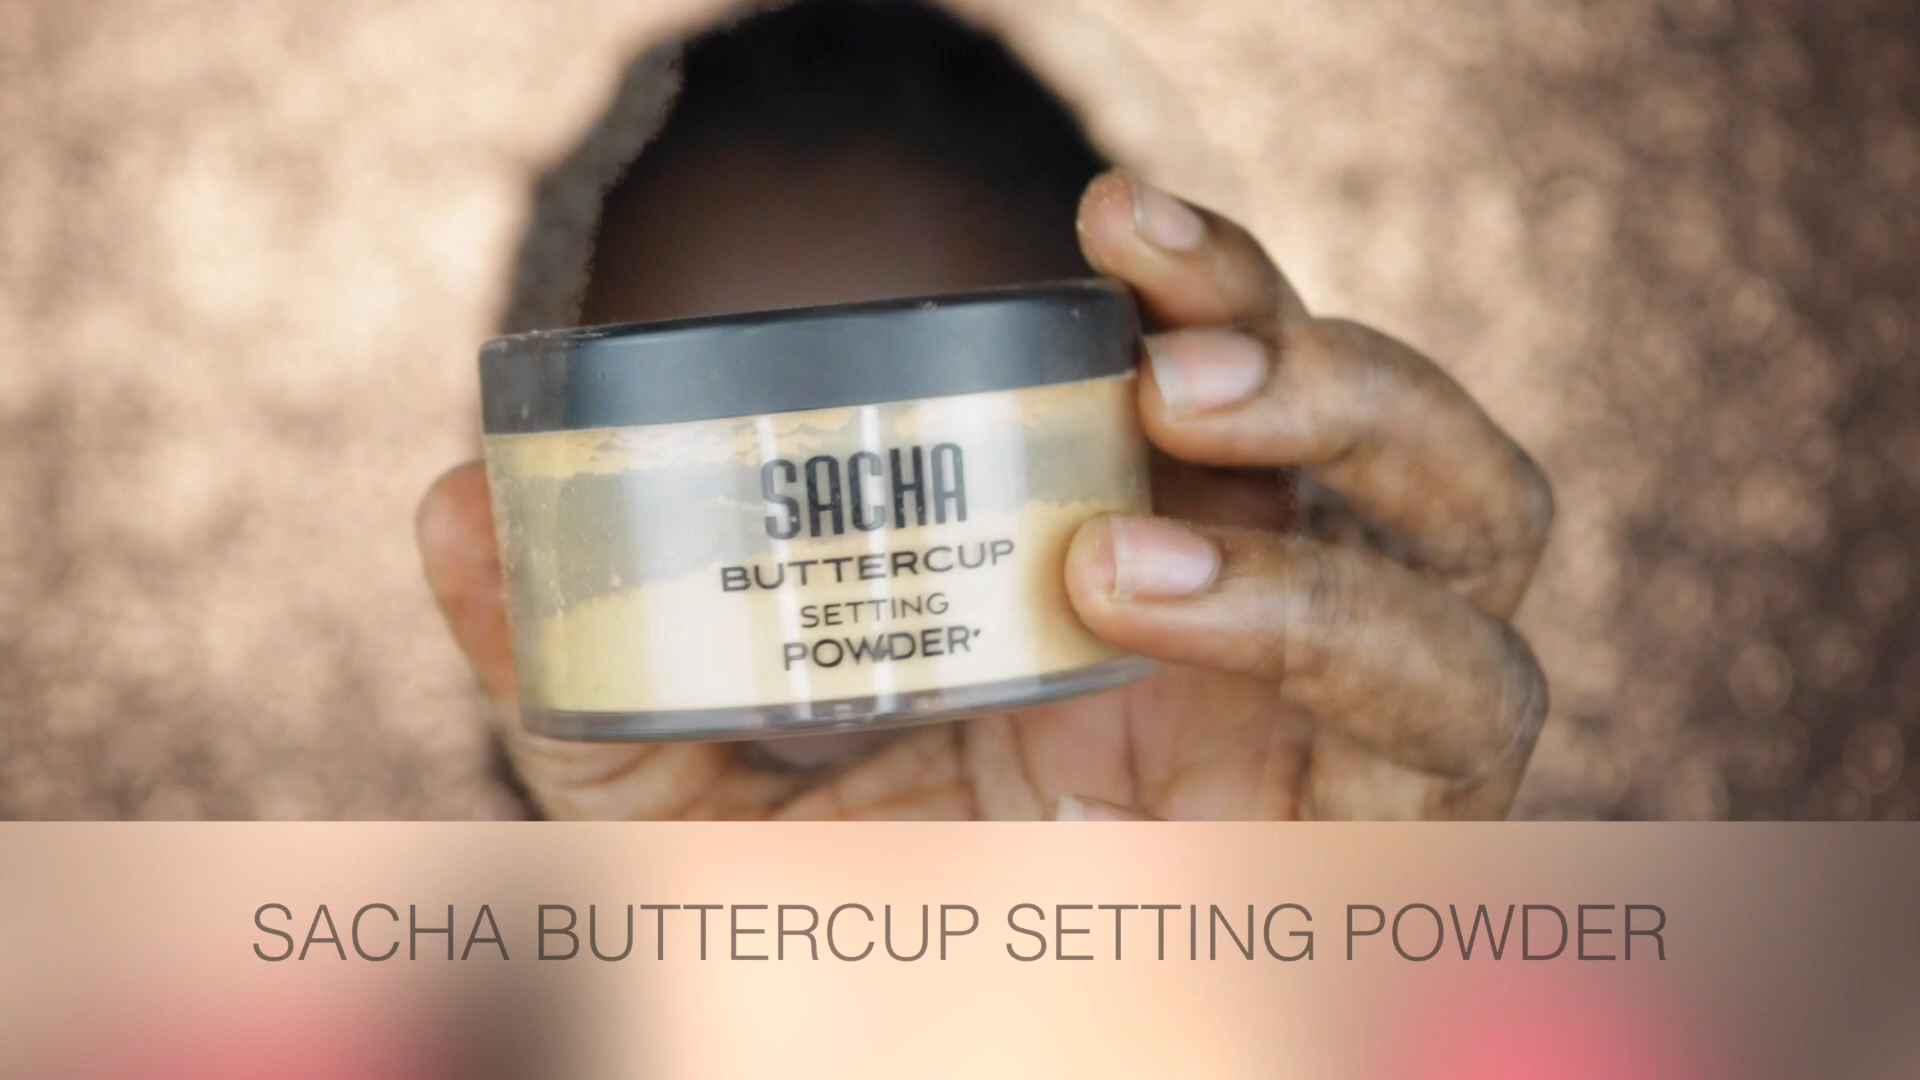 SACHA
BUTTERCUP
SETTING
POWDER
SACHA BUTTERCUP SETTING POWDER